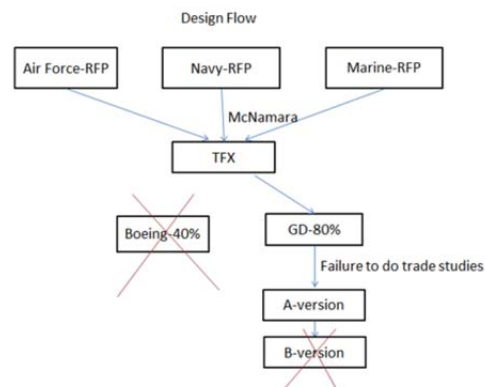 Design Flow
Air Force-RFP
Navy-RFP
Marine-RFP
McNamara
TFX
Boeing-40%
GD-80%
Failure to do trade studies
A-version
B-version